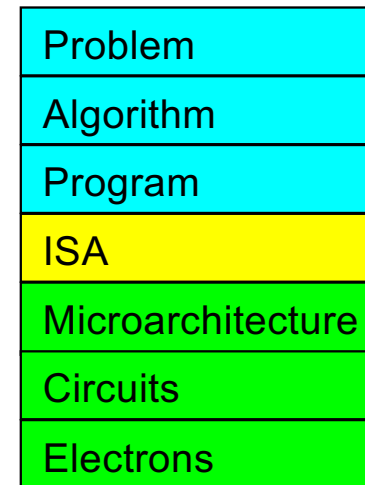 Problem
Algorithm
Program
ISA
Microarchitecture
Circuits
Electrons